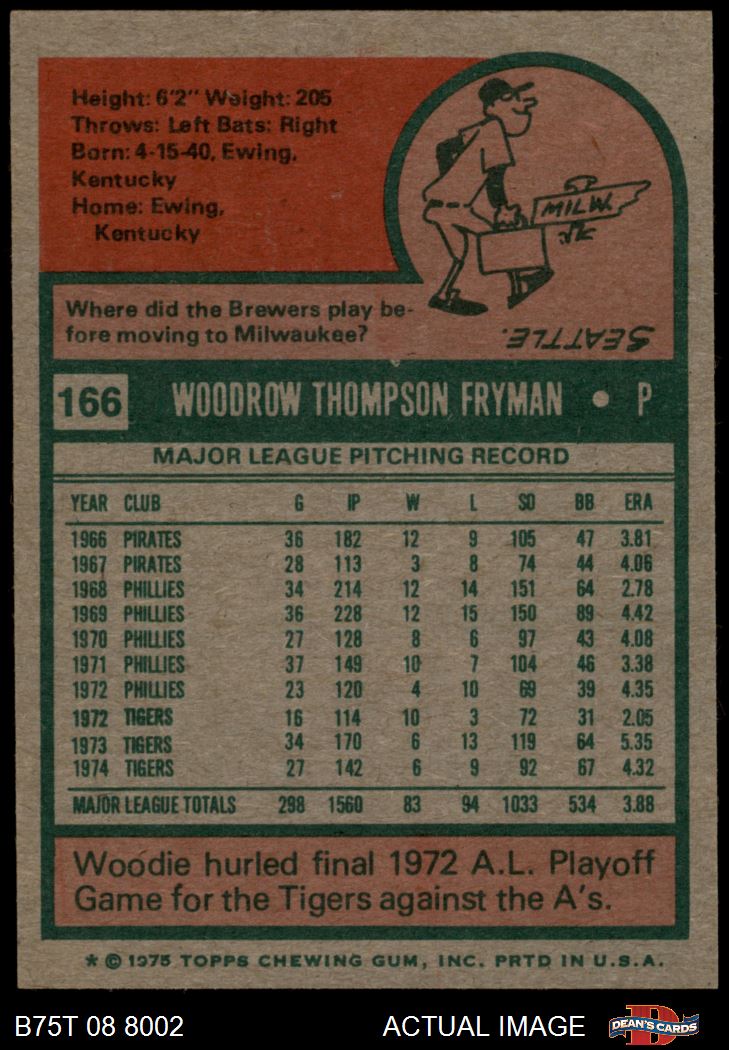 Height: 6'2" Weight: 205
Throws: Left Bats: Right
Born: 4-15-40, Ewing,
Kentucky
Home: Ewing,
Kentucky
MILW.
Where did the Brewers play be-
fore moving to Milwaukee?
SEATTLE.
166 WOODROW THOMPSON FRYMAN • P
MAJOR LEAGUE PITCHING RECORD
YEAR CLUB G IP W L SO BB ERA
1966 PIRATES 36 182 12 9 105 47 3.81
1967 PIRATES 28 113 3 8 74 44 4.06
1968 PHILLIES 34 214 12 14 151 64 2.78
1969 PHILLIES 36 228 12 15 150 89 4.42
1970 PHILLIES 27 128 8 6 97 43 4.08
1971 PHILLIES 37 149 10 7 104 46 3.38
1972 PHILLIES 23 120 4 10 69 39 4.35
1972 TIGERS 16 114 10 3 72 31 2.05
1973 TIGERS 34 170 6 13 119 64 5.35
1974 TIGERS 27 142 6 9 92 67 4.32
MAJOR LEAGUE TOTALS 298 1560 83 94 1033 534 3.88
Woodie hurled final 1972 A.L. Playoff
Game for the Tigers against the A's.
* © 1975 TOPPS CHEWING GUM, INC. PRTD IN U.S.A.
B75T 08 8002 ACTUAL IMAGE D DEAN'S CARDS